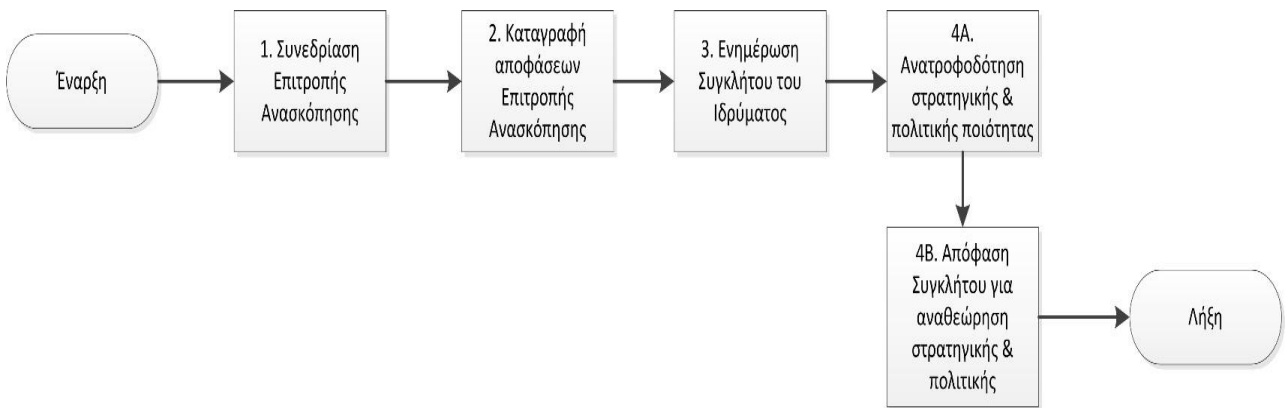 Έναρξη
1. Συνεδρίαση
Επιτροπής
Ανασκόπησης
2. Καταγραφή
αποφάσεων
Επιτροπής
Ανασκόπησης
3. Ενημέρωση
Συγκλήτου του
Ιδρύματος
4Α.
Ανατροφοδότηση
στρατηγικής &
πολιτικής ποιότητας
4Β. Απόφαση
Συγκλήτου για
αναθεώρηση
στρατηγικής &
πολιτικής
Λήξη